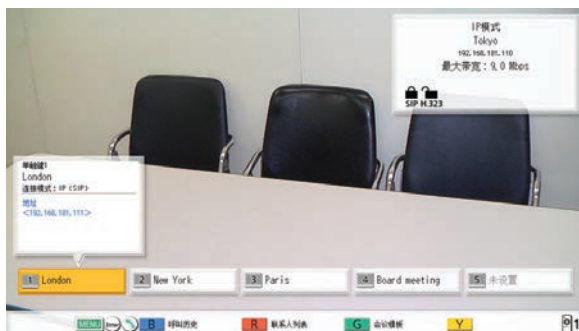 IP模式
Tokyo
192.168.181.110
最大带宽：9.0 Mbps
SIP H.323
单触键1
London
连接模式：IP (SIP)
地址
<192.168.181.111>
1 London
2 New York
3 Paris
4 Board meeting
5 未设置
MENU Enter B 呼叫历史 R 联系人列表 G 会议模板 Y 1